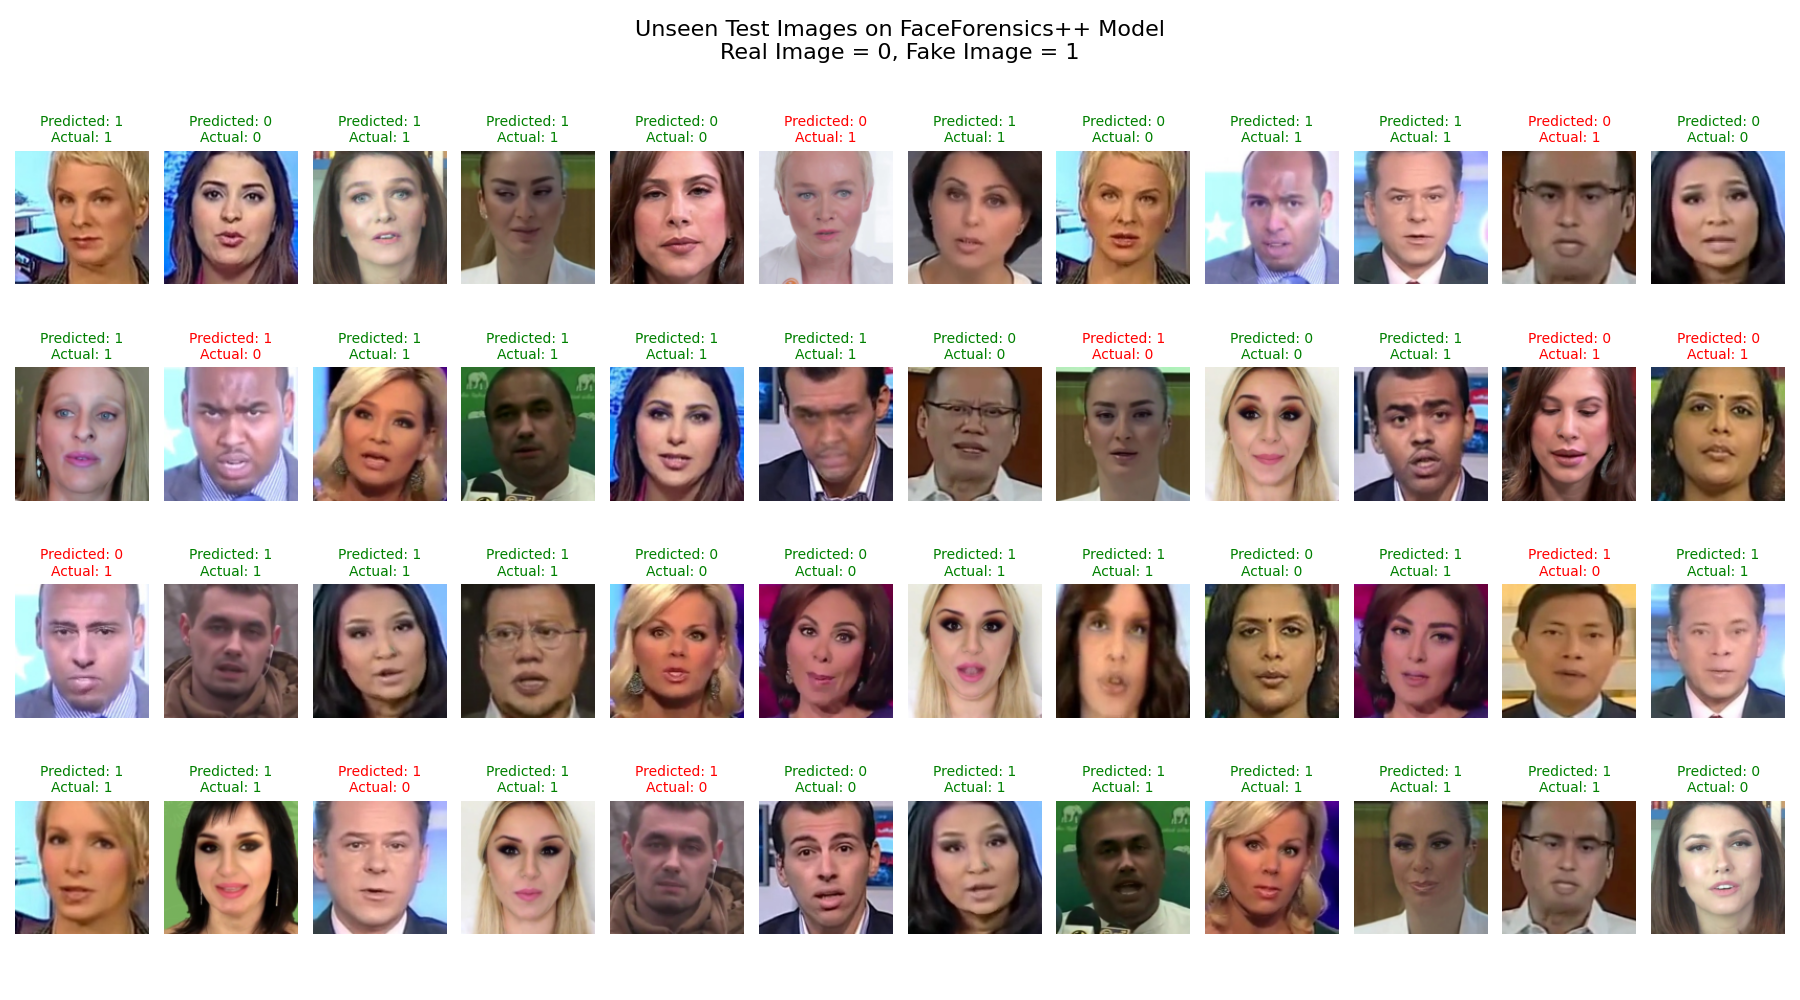 Unseen Test Images on FaceForensics++ Model
Real Image = 0, Fake Image = 1
Predicted: 1 Predicted: 0 Predicted: 1 Predicted: 1 Predicted: 0 Predicted: 0 Predicted: 1 Predicted: 0 Predicted: 1 Predicted: 1 Predicted: 0 Predicted: 0
Actual: 1 Actual: 0 Actual: 1 Actual: 1 Actual: 0 Actual: 1 Actual: 1 Actual: 0 Actual: 1 Actual: 1 Actual: 1 Actual: 0
Predicted: 1 Predicted: 1 Predicted: 1 Predicted: 1 Predicted: 1 Predicted: 1 Predicted: 0 Predicted: 1 Predicted: 0 Predicted: 1 Predicted: 0 Predicted: 0
Actual: 1 Actual: 0 Actual: 1 Actual: 1 Actual: 1 Actual: 1 Actual: 0 Actual: 0 Actual: 0 Actual: 1 Actual: 1 Actual: 1
Predicted: 0 Predicted: 1 Predicted: 1 Predicted: 1 Predicted: 0 Predicted: 0 Predicted: 1 Predicted: 1 Predicted: 0 Predicted: 1 Predicted: 1 Predicted: 1
Actual: 1 Actual: 1 Actual: 1 Actual: 1 Actual: 0 Actual: 0 Actual: 1 Actual: 1 Actual: 0 Actual: 1 Actual: 0 Actual: 1
Predicted: 1 Predicted: 1 Predicted: 1 Predicted: 1 Predicted: 1 Predicted: 0 Predicted: 1 Predicted: 1 Predicted: 1 Predicted: 1 Predicted: 1 Predicted: 0
Actual: 1 Actual: 1 Actual: 0 Actual: 1 Actual: 0 Actual: 0 Actual: 1 Actual: 1 Actual: 1 Actual: 1 Actual: 1 Actual: 0